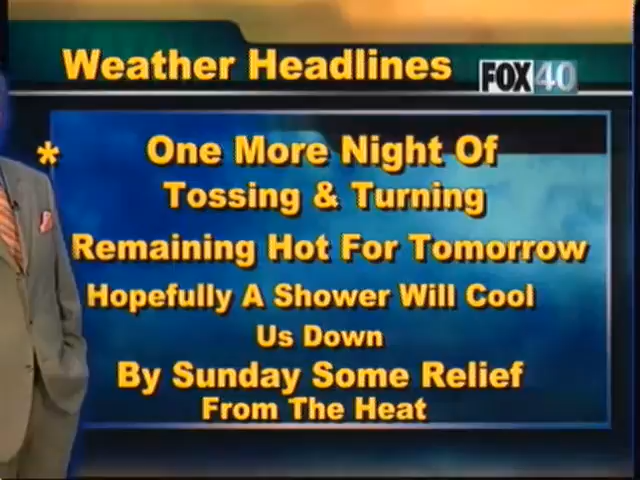 Weather Headlines
FOX 40
* One More Night Of
Tossing & Turning
Remaining Hot For Tomorrow
Hopefully A Shower Will Cool
Us Down
By Sunday Some Relief
From The Heat